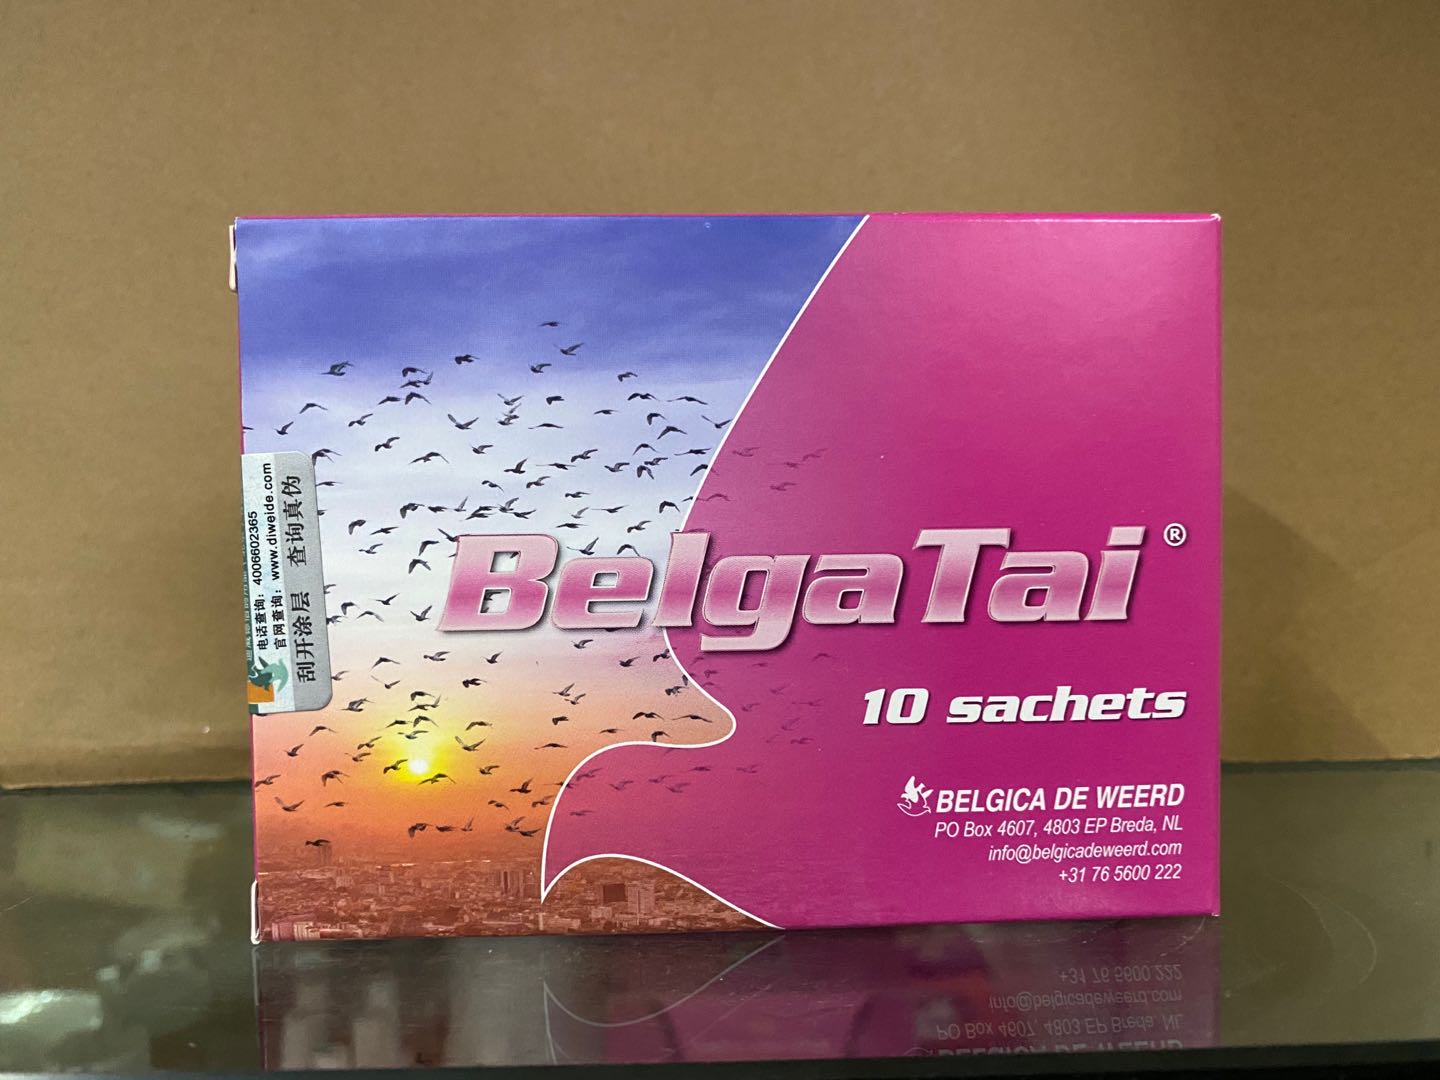 BelgaTai®
10 sachets
BELGICA DE WEERD
PO Box 4607, 4803 EP Breda, NL
info@belgicadeweerd.com
+31 76 5600 222
电话查询：4006602365
官网查询：www.diweide.com
刮开涂层 查询真伪